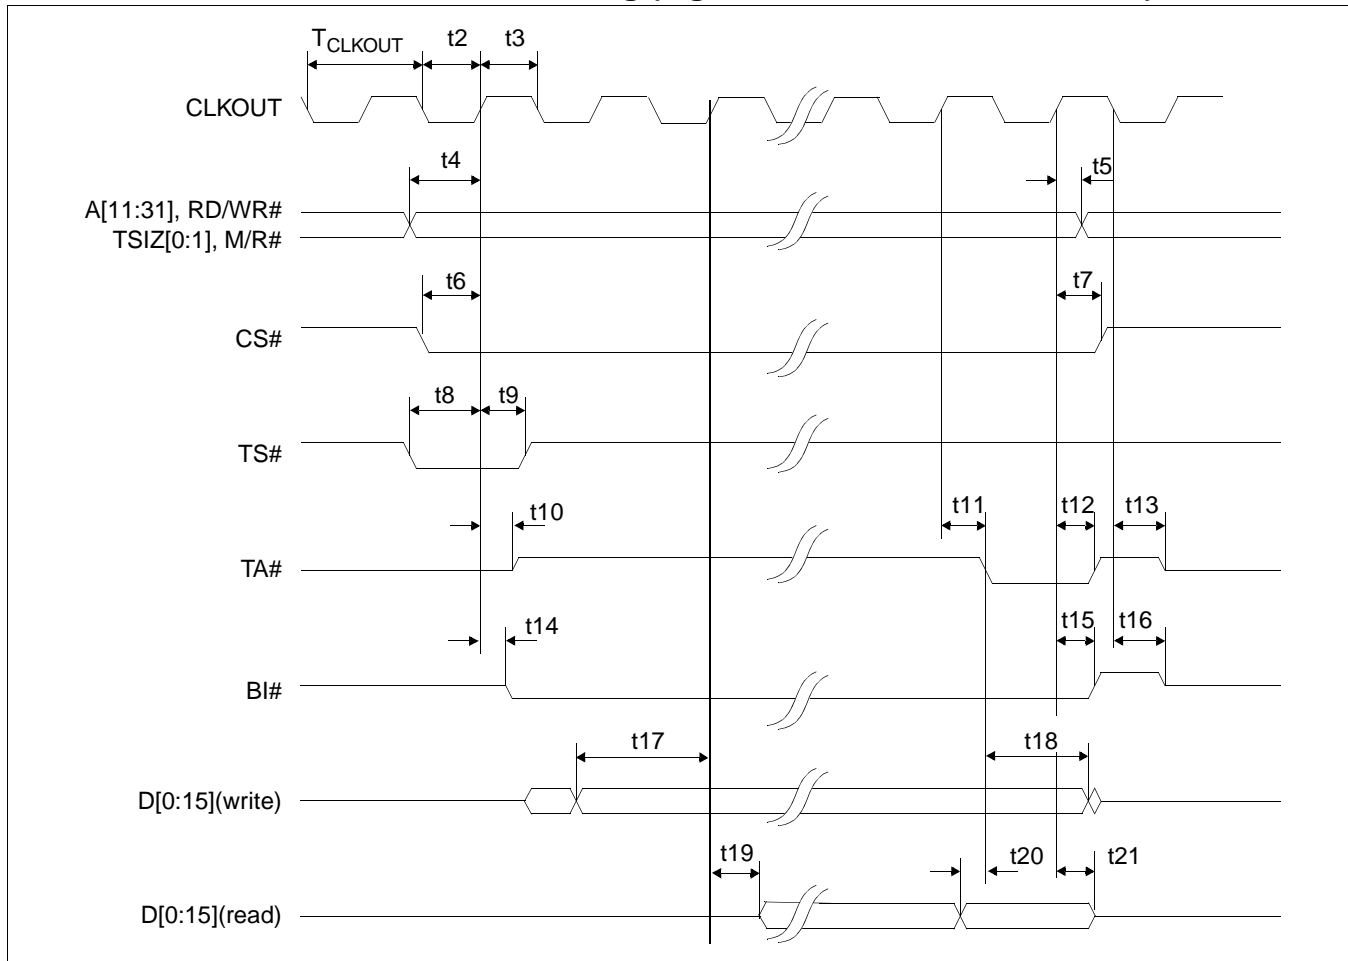 TCLKOUT t2 t3
CLKOUT
t4 t5
A[11:31], RD/WR#
TSIZ[0:1], M/R#
t6 t7
CS#
t8 t9
TS#
t10 t11 t12 t13
TA#
t14 t15 t16
BI#
t17 t18
D[0:15](write)
t19 t20 t21
D[0:15](read)